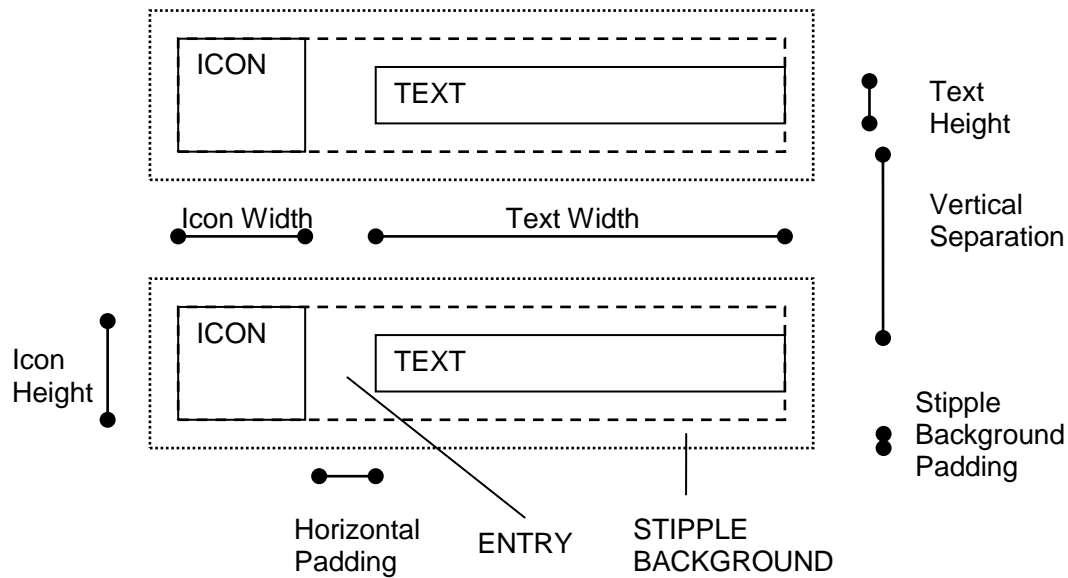 ICON
TEXT
Text
Height
Icon Width
Text Width
Vertical
Separation
ICON
TEXT
Icon
Height
Stipple
Background
Padding
Horizontal
Padding
ENTRY
STIPPLE
BACKGROUND